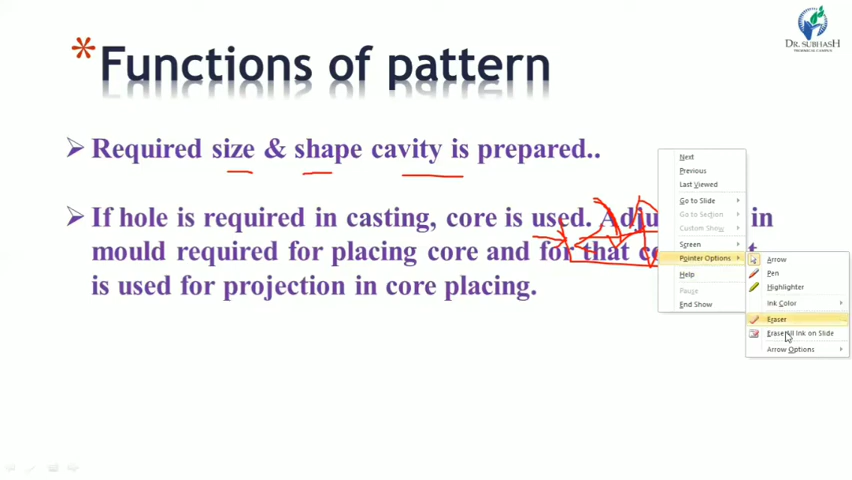 DR. SUBHASH
* Functions of pattern
Required size & shape cavity is prepared..
If hole is required in casting, core is used. in
mould required for placing core and for that
is used for projection in core placing.
Next
Previous
Last Viewed
Go to Slide
Go to Section
Custom Show
Screen
Pointer Options
Help
Pause
End Show
Arrow
Pen
Highlighter
Ink Color
Eraser
Erase All Ink on Slide
Arrow Options